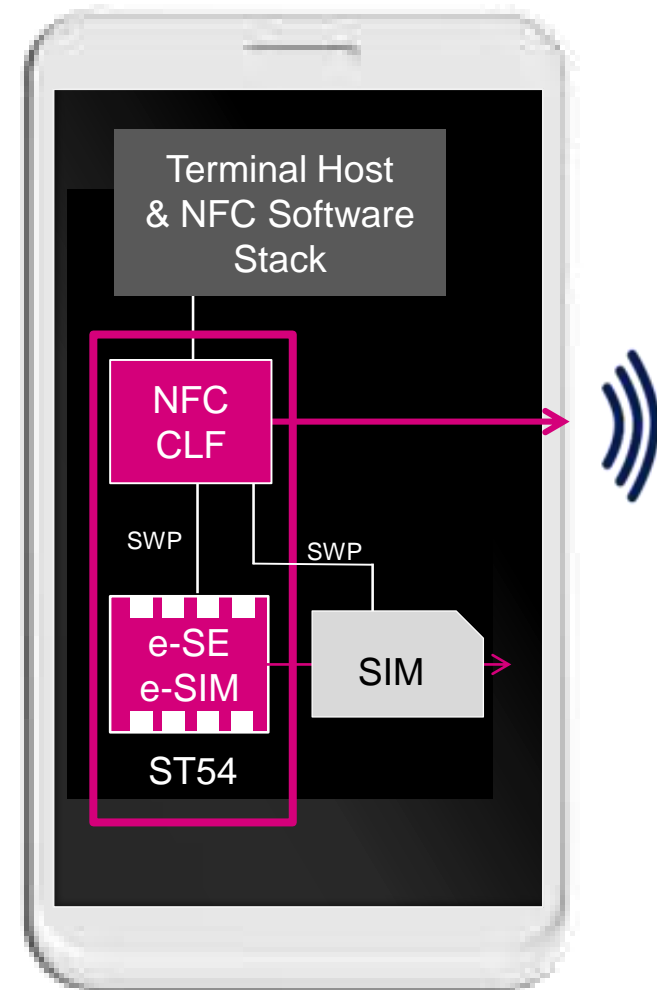 Terminal Host
& NFC Software
Stack
NFC
CLF
SWP
SWP
e-SE
e-SIM
SIM
ST54